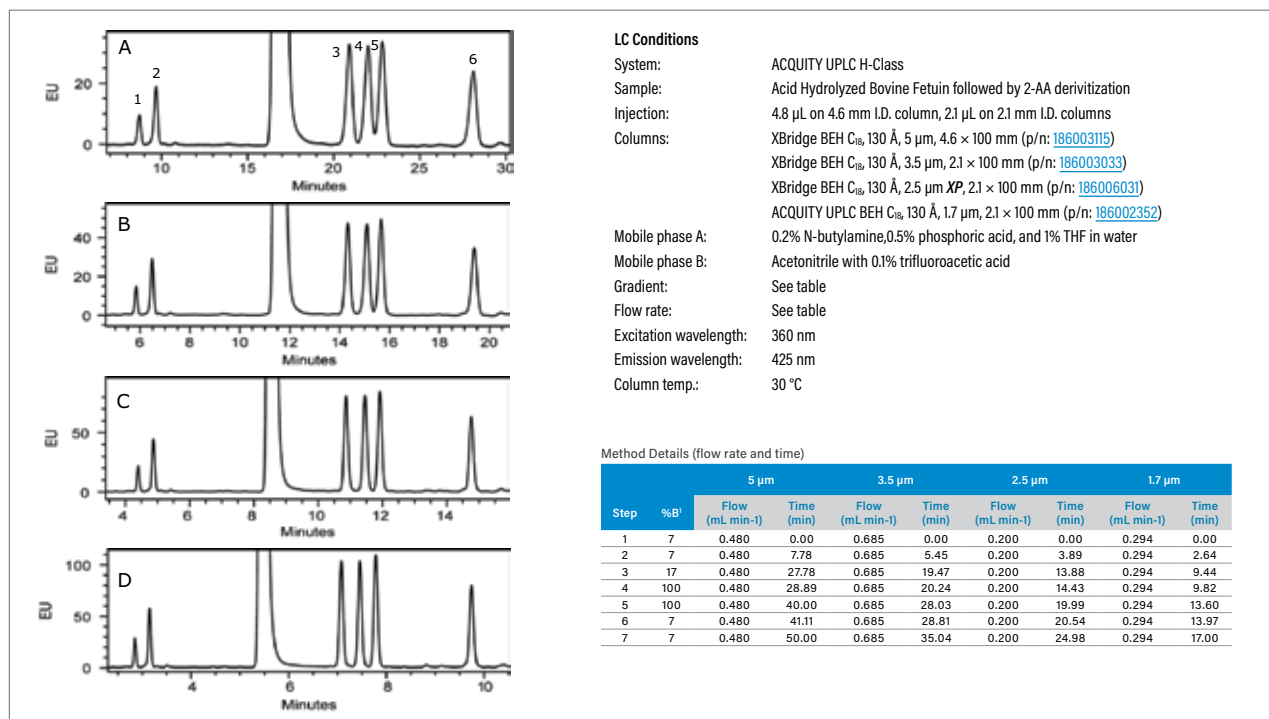 A
1
2
3
4
5
6
EU
20
0
10
15
20
25
30
Minutes
B
EU
40
20
0
6
8
10
12
14
16
18
20
Minutes
C
EU
50
0
4
6
8
10
12
14
Minutes
D
EU
100
50
0
4
6
8
10
Minutes
LC Conditions
System: ACQUITY UPLC H-Class
Sample: Acid Hydrolyzed Bovine Fetuin followed by 2-AA derivitization
Injection: 4.8 µL on 4.6 mm I.D. column, 2.1 µL on 2.1 mm I.D. columns
Columns: XBridge BEH C₁₈, 130 Å, 5 µm, 4.6 × 100 mm (p/n: 186003115)
XBridge BEH C₁₈, 130 Å, 3.5 µm, 2.1 × 100 mm (p/n: 186003033)
XBridge BEH C₁₈, 130 Å, 2.5 µm XP, 2.1 × 100 mm (p/n: 186006031)
ACQUITY UPLC BEH C₁₈, 130 Å, 1.7 µm, 2.1 × 100 mm (p/n: 186002352)
Mobile phase A: 0.2% N-butylamine,0.5% phosphoric acid, and 1% THF in water
Mobile phase B: Acetonitrile with 0.1% trifluoroacetic acid
Gradient: See table
Flow rate: See table
Excitation wavelength: 360 nm
Emission wavelength: 425 nm
Column temp.: 30 °C
Method Details (flow rate and time)
5 µm 3.5 µm 2.5 µm 1.7 µm
Step %B¹ Flow (mL min-1) Time (min) Flow (mL min-1) Time (min) Flow (mL min-1) Time (min) Flow (mL min-1) Time (min)
1 7 0.480 0.00 0.685 0.00 0.200 0.00 0.294 0.00
2 7 0.480 7.78 0.685 5.45 0.200 3.89 0.294 2.64
3 17 0.480 27.78 0.685 19.47 0.200 13.88 0.294 9.44
4 100 0.480 28.89 0.685 20.24 0.200 14.43 0.294 9.82
5 100 0.480 40.00 0.685 28.03 0.200 19.99 0.294 13.60
6 7 0.480 41.11 0.685 28.81 0.200 20.54 0.294 13.97
7 7 0.480 50.00 0.685 35.04 0.200 24.98 0.294 17.00